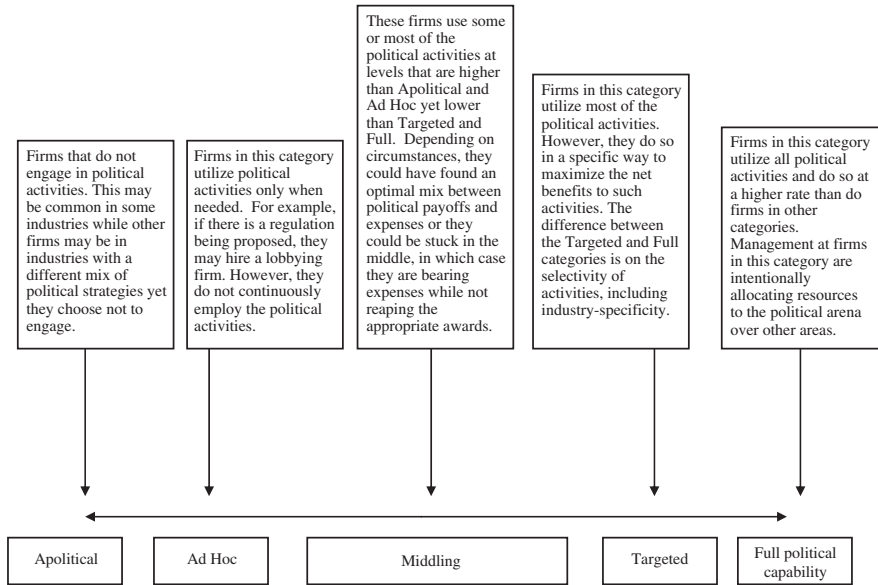 Firms that do not
engage in political
activities. This may
be common in some
industries while other
firms may be in
industries with a
different mix of
political strategies yet
they choose not to
engage.
Firms in this category
utilize political
activities only when
needed. For example,
if there is a regulation
being proposed, they
may hire a lobbying
firm. However, they
do not continuously
employ the political
activities.
These firms use some
or most of the
political activities at
levels that are higher
than Apolitical and
Ad Hoc yet lower
than Targeted and
Full. Depending on
circumstances, they
could have found an
optimal mix between
political payoffs and
expenses or they
could be stuck in the
middle, in which case
they are bearing
expenses while not
reaping the
appropriate awards.
Firms in this category
utilize most of the
political activities.
However, they do so
in a specific way to
maximize the net
benefits to such
activities. The
difference between
the Targeted and Full
categories is on the
selectivity of
activities, including
industry-specificity.
Firms in this category
utilize all political
activities and do so at
a higher rate than do
firms in other
categories.
Management at firms
in this category are
intentionally
allocating resources
to the political arena
over other areas.
Apolitical
Ad Hoc
Middling
Targeted
Full political
capability